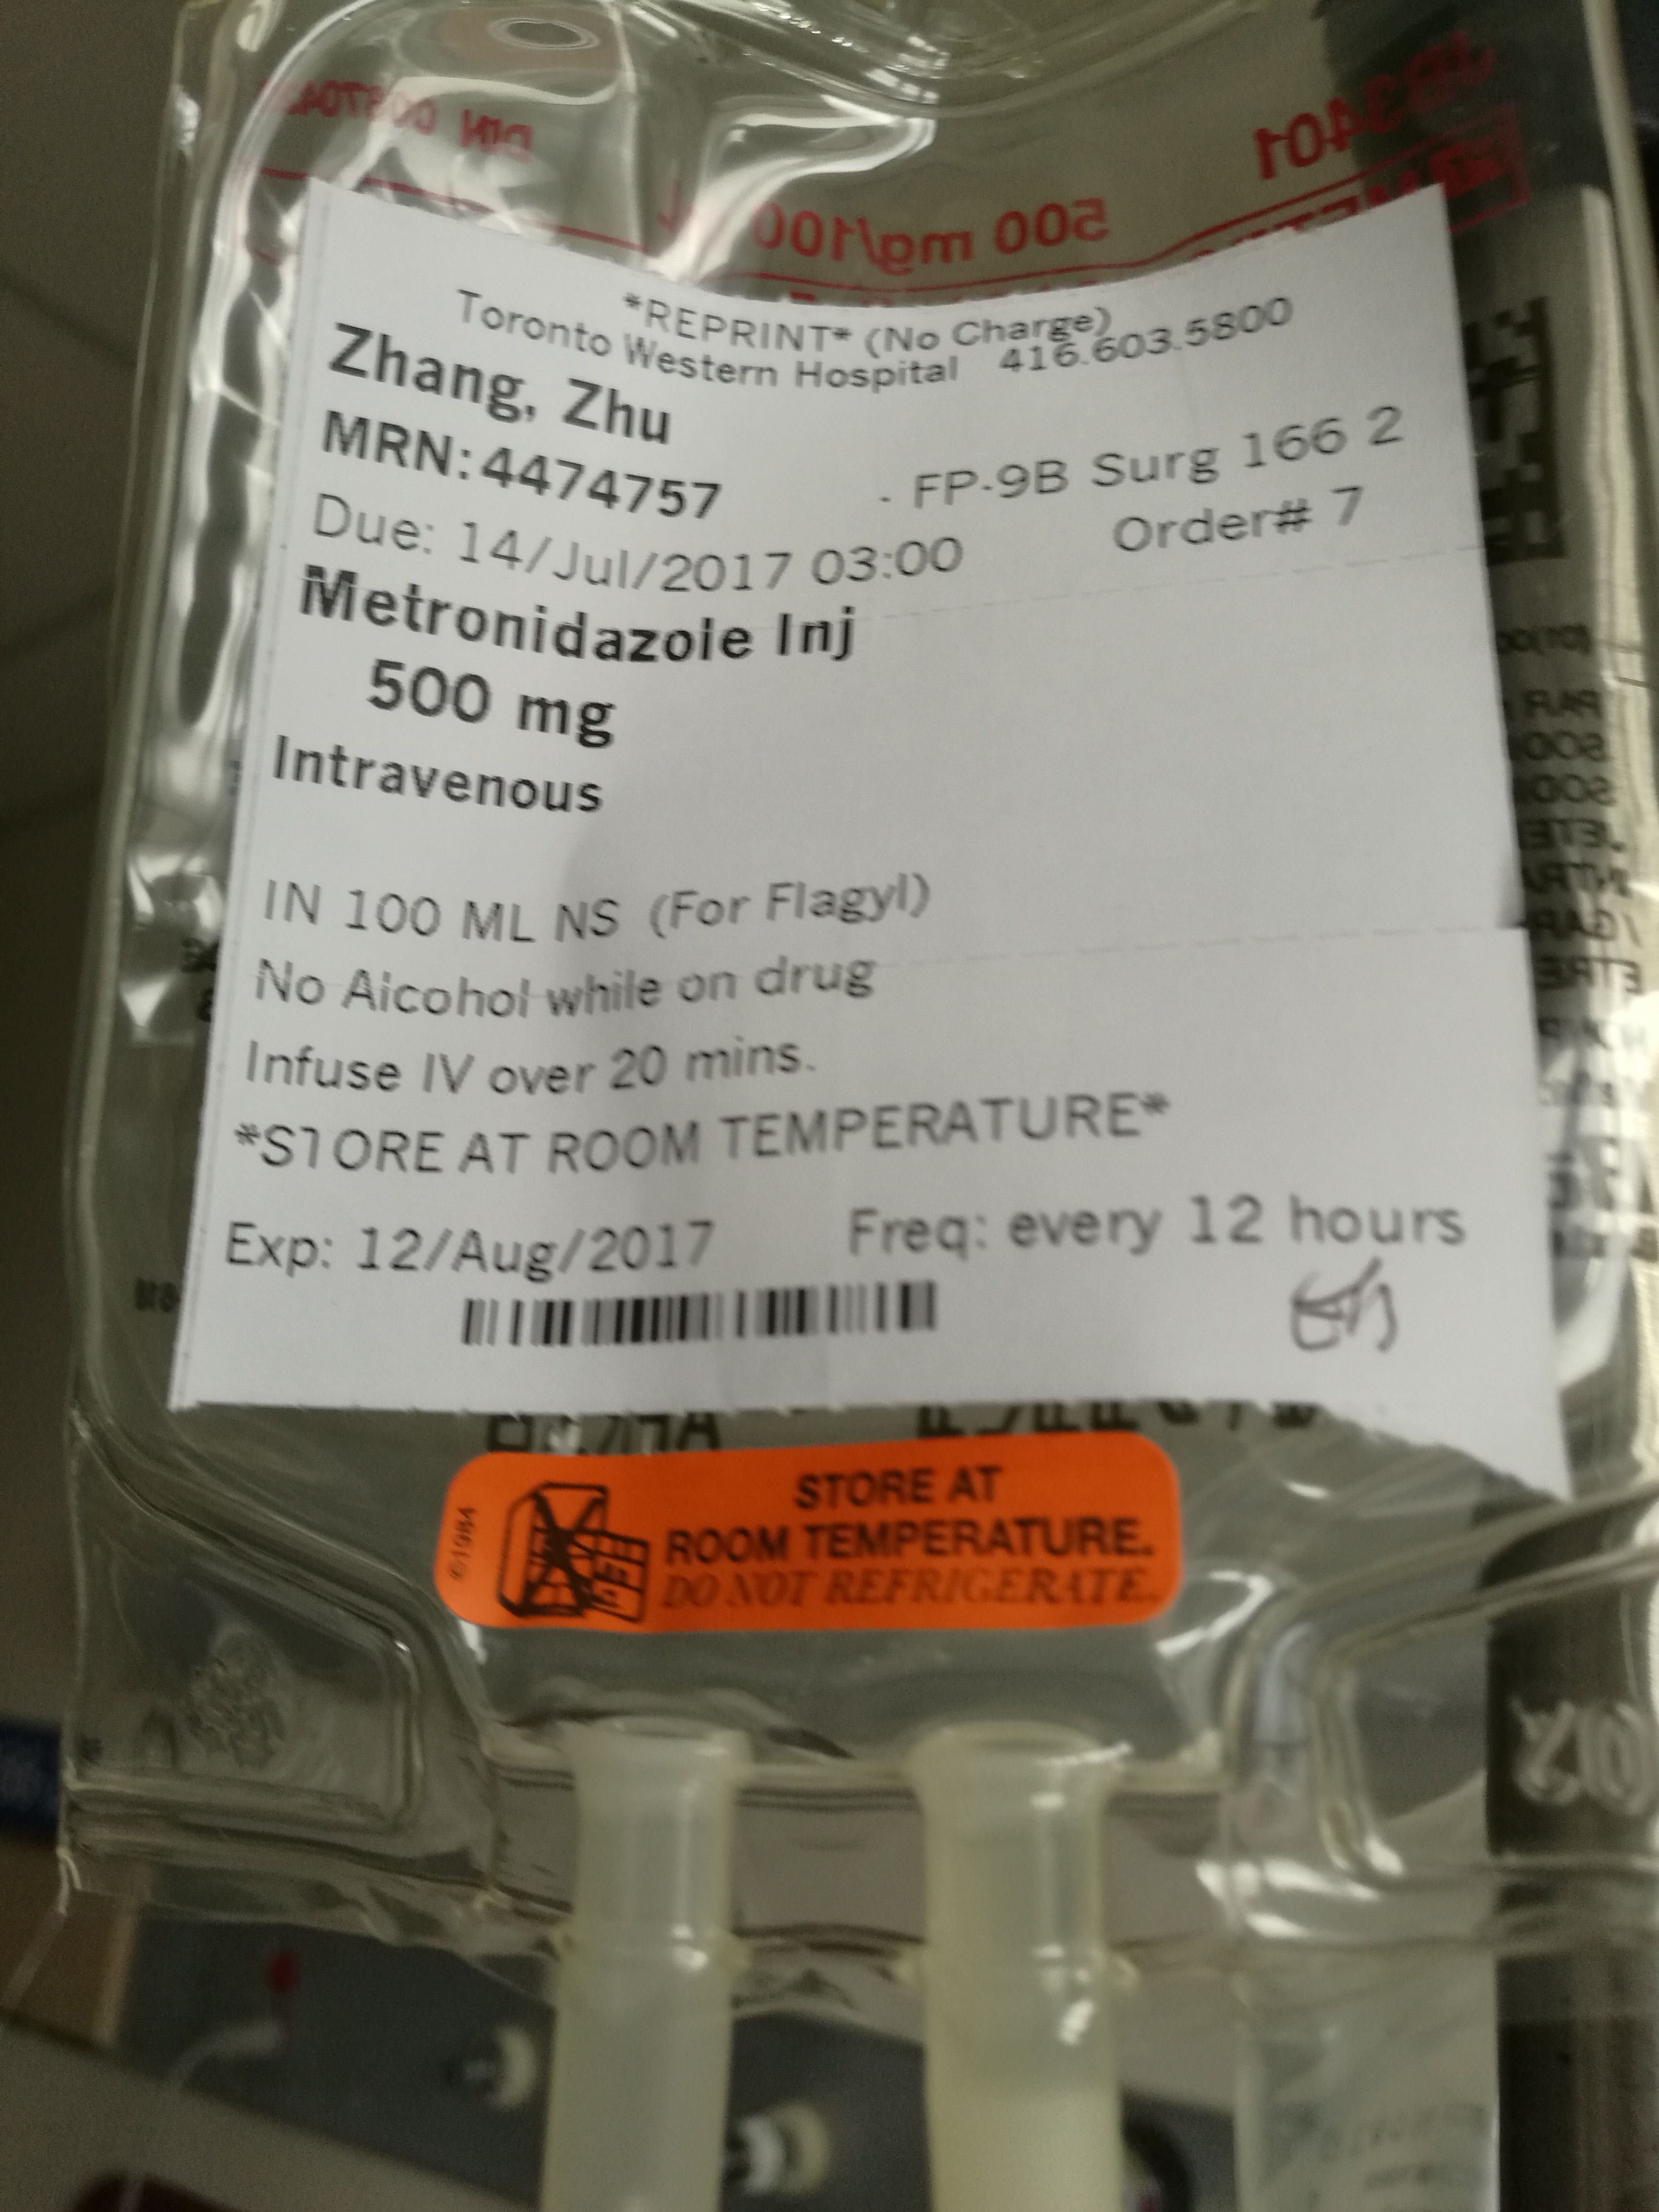 DIN
JB3401
500 mg/100
*REPRINT* (No Charge)
Toronto Western Hospital 416.603.5800
Zhang, Zhu
MRN:4474757 - FP-9B Surg 166 2
Due: 14/Jul/2017 03:00 Order# 7
Metronidazole Inj
500 mg
Intravenous
IN 100 ML NS (For Flagyl)
No Alcohol while on drug
Infuse IV over 20 mins.
*STORE AT ROOM TEMPERATURE*
Exp: 12/Aug/2017 Freq: every 12 hours
©1984
STORE AT
ROOM TEMPERATURE.
DO NOT REFRIGERATE.